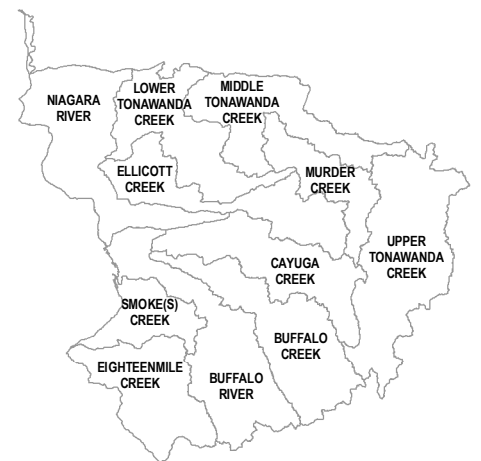 NIAGARA
RIVER
LOWER
TONAWANDA
CREEK
MIDDLE
TONAWANDA
CREEK
ELLICOTT
CREEK
MURDER
CREEK
UPPER
TONAWANDA
CREEK
CAYUGA
CREEK
SMOKE(S)
CREEK
BUFFALO
CREEK
EIGHTEENMILE
CREEK
BUFFALO
RIVER